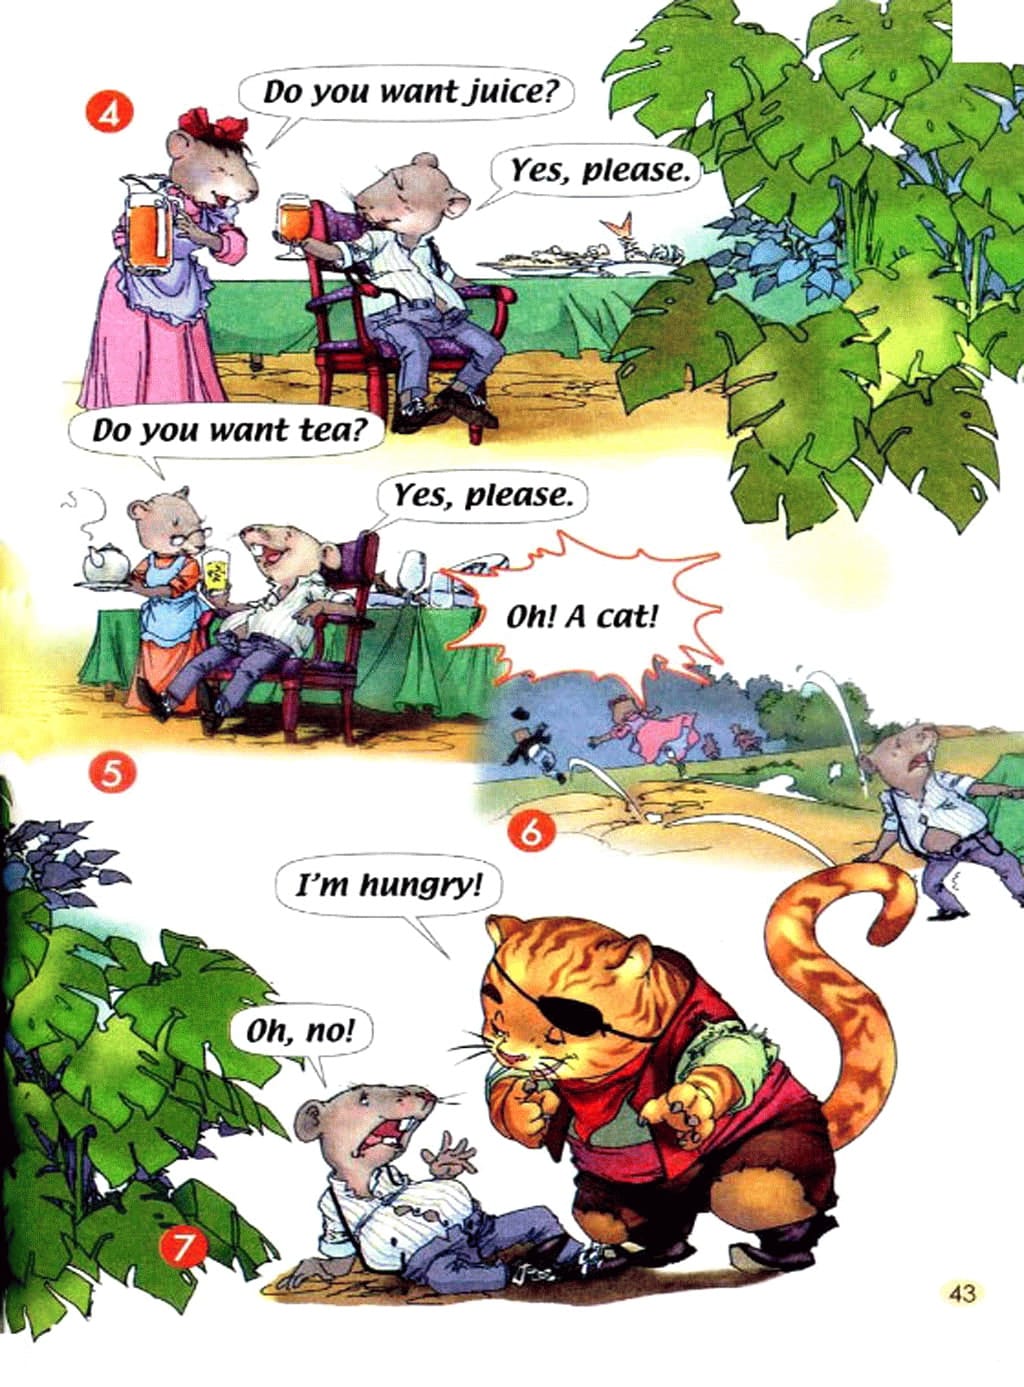 4
Do you want juice?
Yes, please.
Do you want tea?
Yes, please.
5
Oh! A cat!
6
I'm hungry!
Oh, no!
7
43